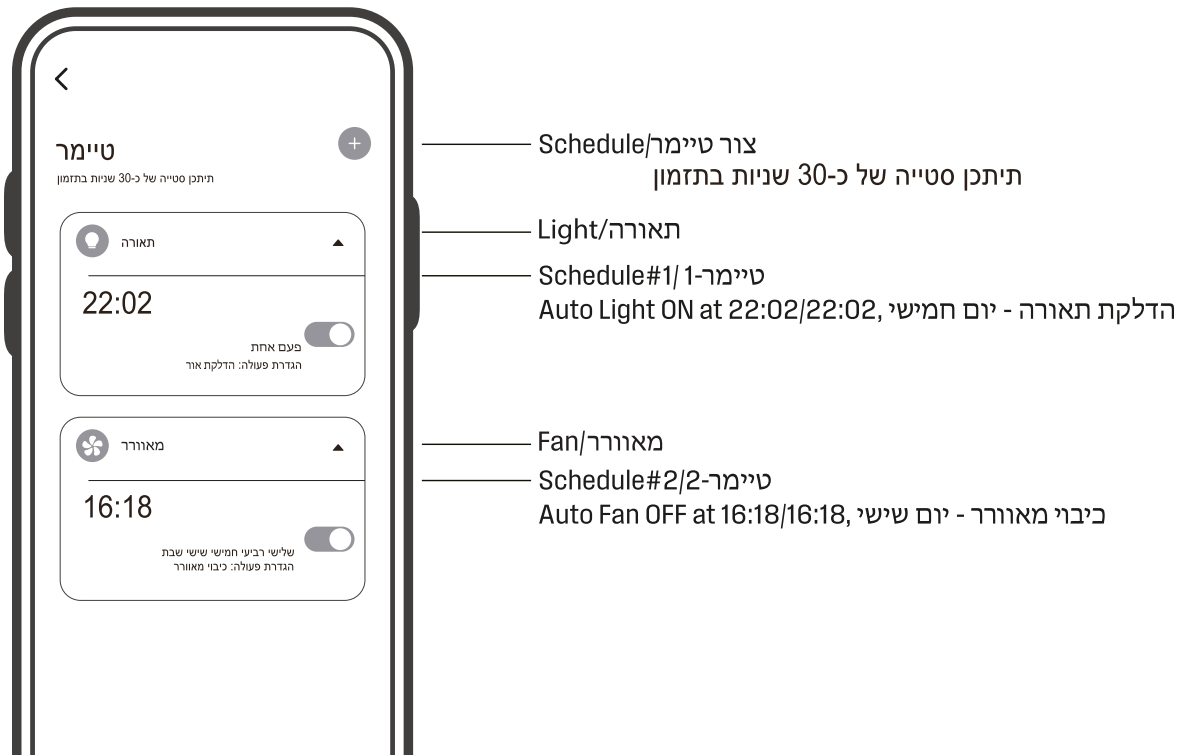 טיימר
תיתכן סטייה של כ-30 שניות בתזמון
תאורה
22:02
פעם אחת
הגדרת פעולה: הדלקת אור
מאוורר
16:18
שלישי רביעי חמישי שישי שבת
הגדרת פעולה: כיבוי מאוורר
Schedule/צור טיימר
תיתכן סטייה של כ-30 שניות בתזמון
Light/תאורה
Schedule#1/ טיימר-1
Auto Light ON at 22:02/22:02, הדלקת תאורה - יום חמישי
Fan/מאוורר
Schedule#2/טיימר-2
Auto Fan OFF at 16:18/16:18, כיבוי מאוורר - יום שישי